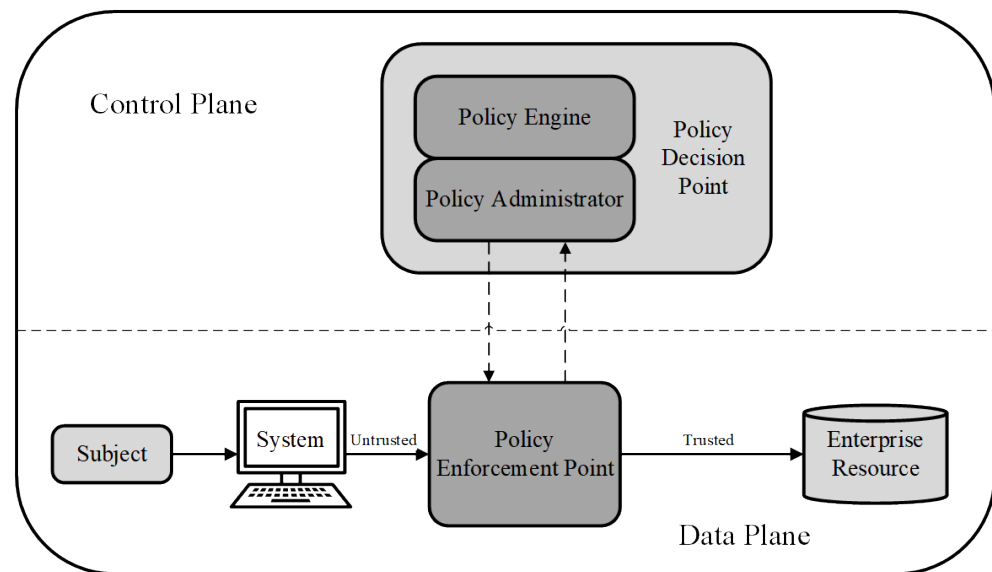 Control Plane
Policy Engine
Policy Administrator
Policy
Decision
Point
Subject
System
Untrusted
Policy
Enforcement Point
Trusted
Enterprise
Resource
Data Plane